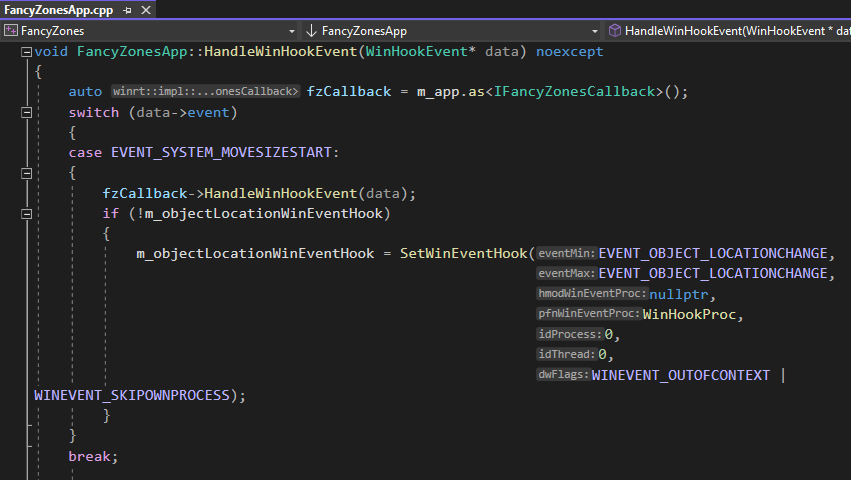 FancyZonesApp.cpp
FancyZones FancyZonesApp HandleWinHookEvent(WinHookEvent * dat
void FancyZonesApp::HandleWinHookEvent(WinHookEvent* data) noexcept
{
auto winrt::impl::...onesCallback> fzCallback = m_app.as<IFancyZonesCallback>();
switch (data->event)
{
case EVENT_SYSTEM_MOVESIZESTART:
{
fzCallback->HandleWinHookEvent(data);
if (!m_objectLocationWinEventHook)
{
m_objectLocationWinEventHook = SetWinEventHook(eventMin:EVENT_OBJECT_LOCATIONCHANGE,
eventMax:EVENT_OBJECT_LOCATIONCHANGE,
hmodWinEventProc:nullptr,
pfnWinEventProc:WinHookProc,
idProcess:0,
idThread:0,
dwFlags:WINEVENT_OUTOFCONTEXT |
WINEVENT_SKIPOWNPROCESS);
}
}
break;